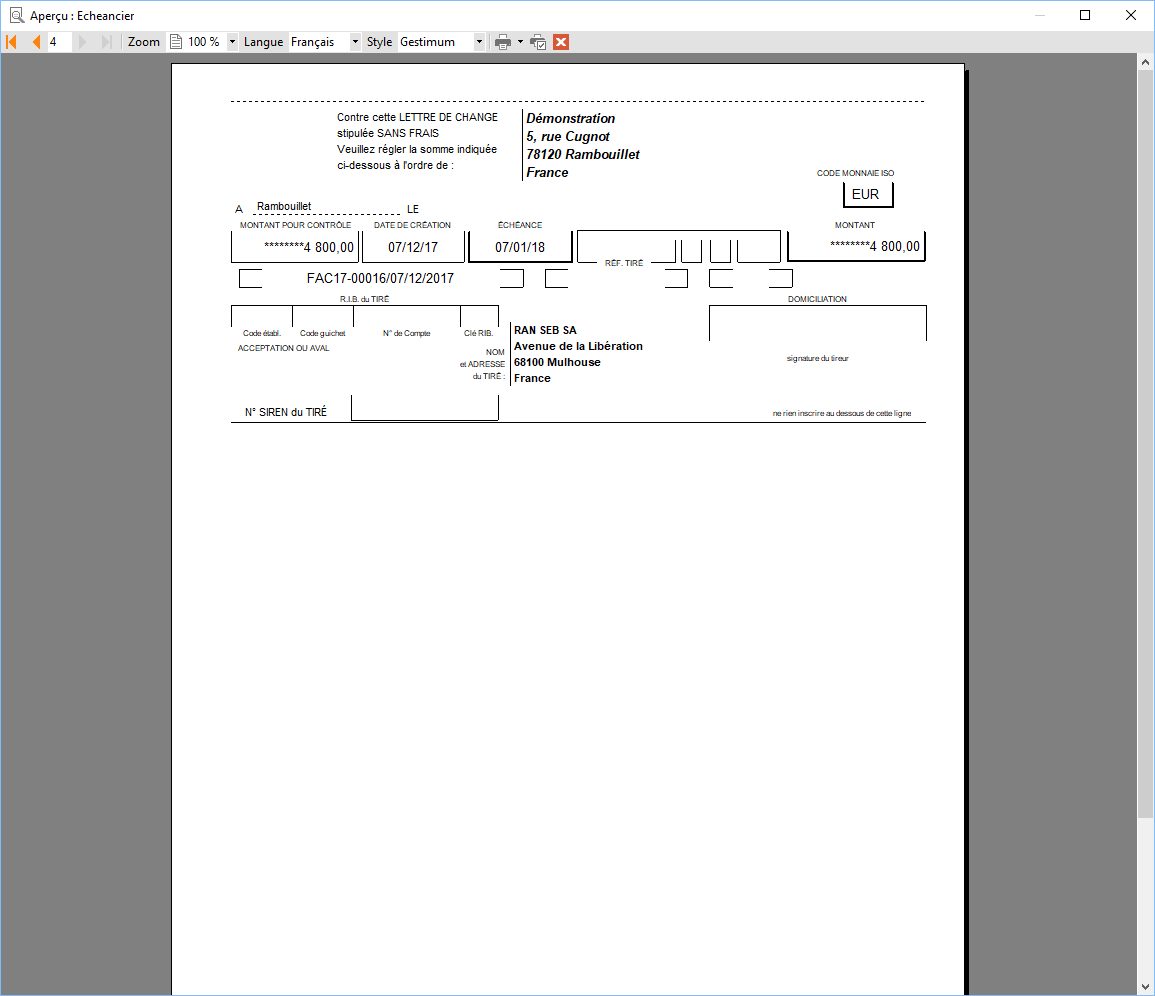 Aperçu : Echeancier
4 Zoom 100 % Langue Français Style Gestimum
Contre cette LETTRE DE CHANGE
stipulée SANS FRAIS
Veuillez régler la somme indiquée
ci-dessous à l'ordre de :
Démonstration
5, rue Cugnot
78120 Rambouillet
France
CODE MONNAIE ISO
EUR
A Rambouillet LE
MONTANT POUR CONTRÔLE DATE DE CRÉATION ÉCHÉANCE MONTANT
********4 800,00 07/12/17 07/01/18 ********4 800,00
RÉF. TIRÉ
FAC17-00016/07/12/2017
R.I.B. du TIRÉ DOMICILIATION
Code établ. Code guichet N° de Compte Clé RIB.
ACCEPTATION OU AVAL
NOM
et ADRESSE
du TIRÉ :
RAN SEB SA
Avenue de la Libération
68100 Mulhouse
France
signature du tireur
N° SIREN du TIRÉ
ne rien inscrire au dessous de cette ligne